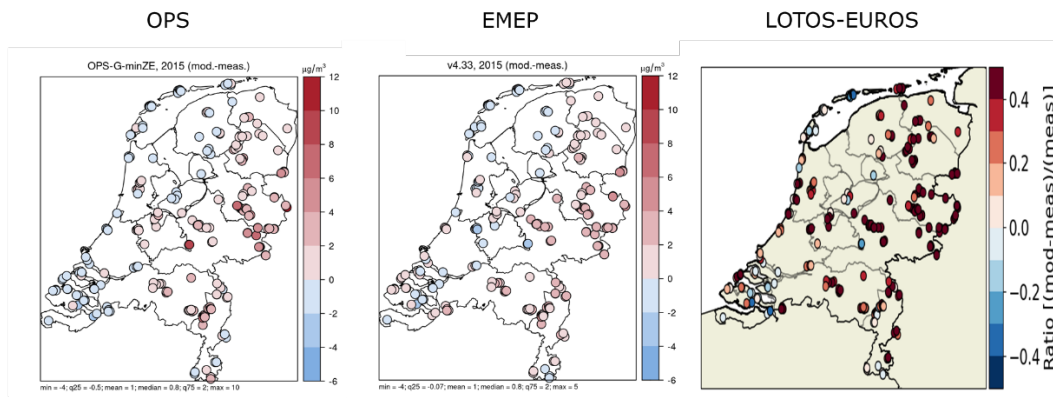 OPS
EMEP
LOTOS-EUROS
OPS-G-minZE, 2015 (mod.-meas.)
µg/m³
12
10
8
6
4
2
0
-2
-4
-6
min = -4; q25 = -0.5; mean = 1; median = 0.8; q75 = 2; max = 10
v4.33, 2015 (mod.-meas.)
µg/m³
12
10
8
6
4
2
0
-2
-4
-6
min = -4; q25 = -0.07; mean = 1; median = 0.8; q75 = 2; max = 5
0.4
0.2
0.0
−0.2
−0.4
Ratio [(mod-meas)/(meas)]